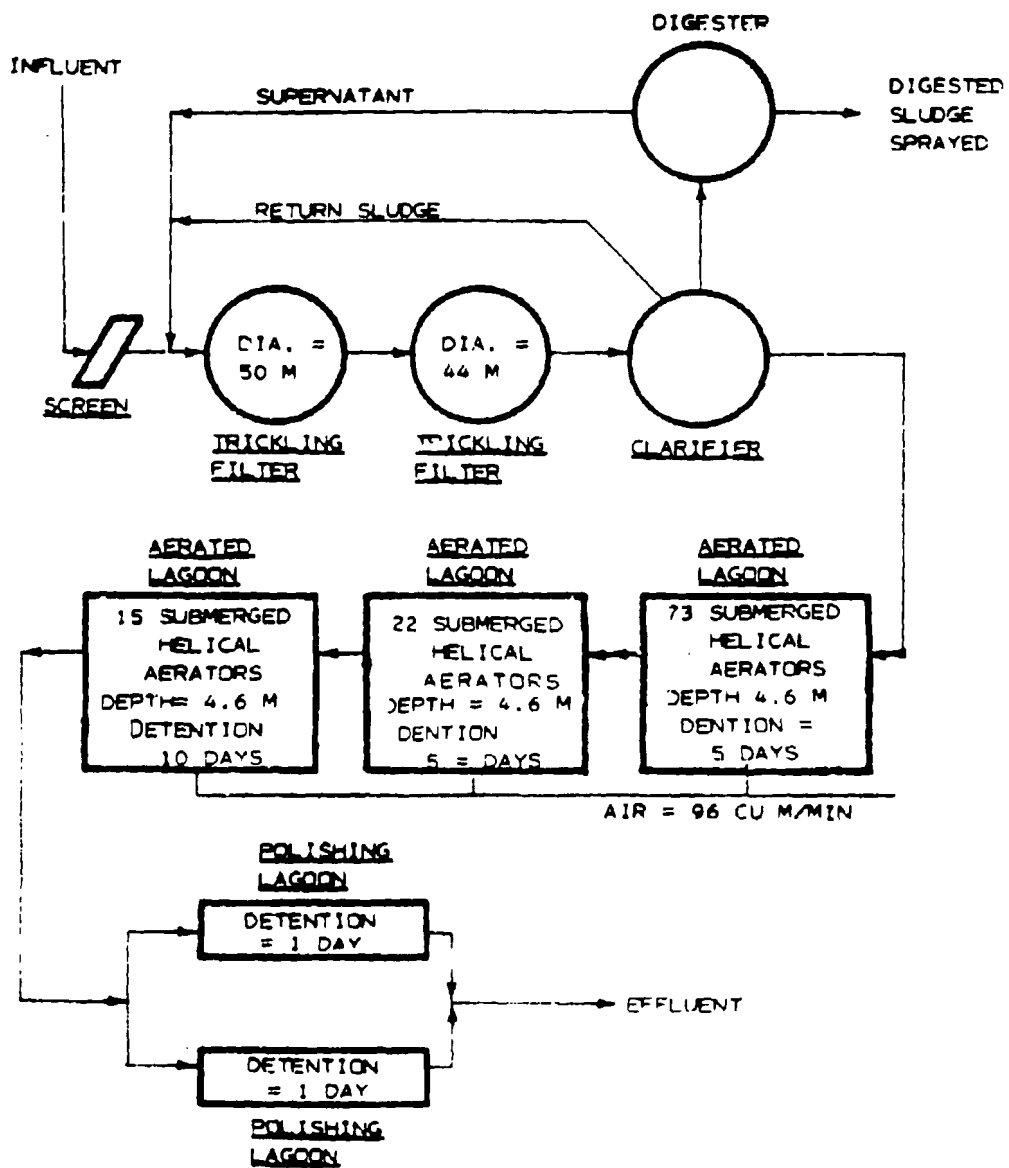 DIGESTER
INFLUENT
SUPERNATANT
DIGESTED
SLUDGE
SPRAYED
RETURN SLUDGE
DIA. =
50 M
DIA. =
44 M
SCREEN
TRICKLING
FILTER
TRICKLING
FILTER
CLARIFIER
AERATED
LAGOON
AERATED
LAGOON
AERATED
LAGOON
15 SUBMERGED
HELICAL
AERATORS
DEPTH= 4.6 M
DETENTION
10 DAYS
22 SUBMERGED
HELICAL
AERATORS
DEPTH = 4.6 M
DENTION
5 = DAYS
73 SUBMERGED
HELICAL
AERATORS
DEPTH 4.6 M
DENTION =
5 DAYS
AIR = 96 CU M/MIN
POLISHING
LAGOON
DETENTION
= 1 DAY
EFFLUENT
DETENTION
= 1 DAY
POLISHING
LAGOON